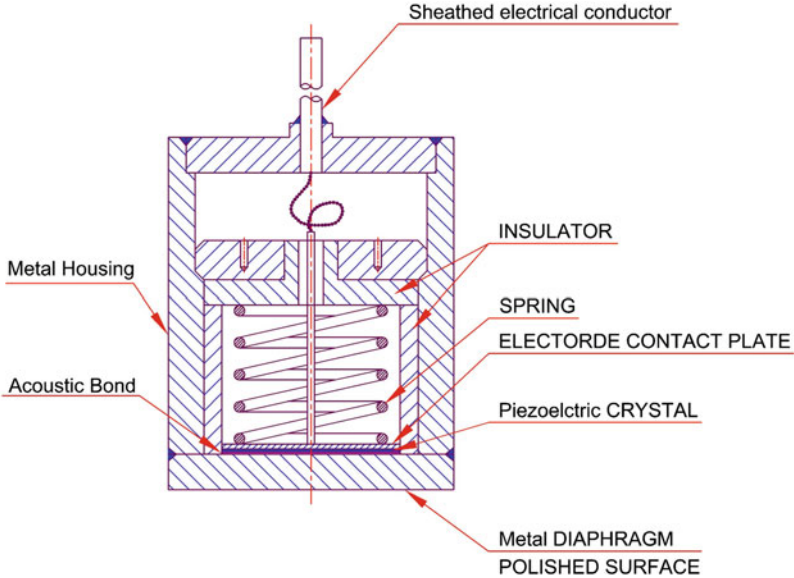 Sheathed electrical conductor
INSULATOR
Metal Housing
SPRING
ELECTORDE CONTACT PLATE
Acoustic Bond
Piezoelctric CRYSTAL
Metal DIAPHRAGM
POLISHED SURFACE